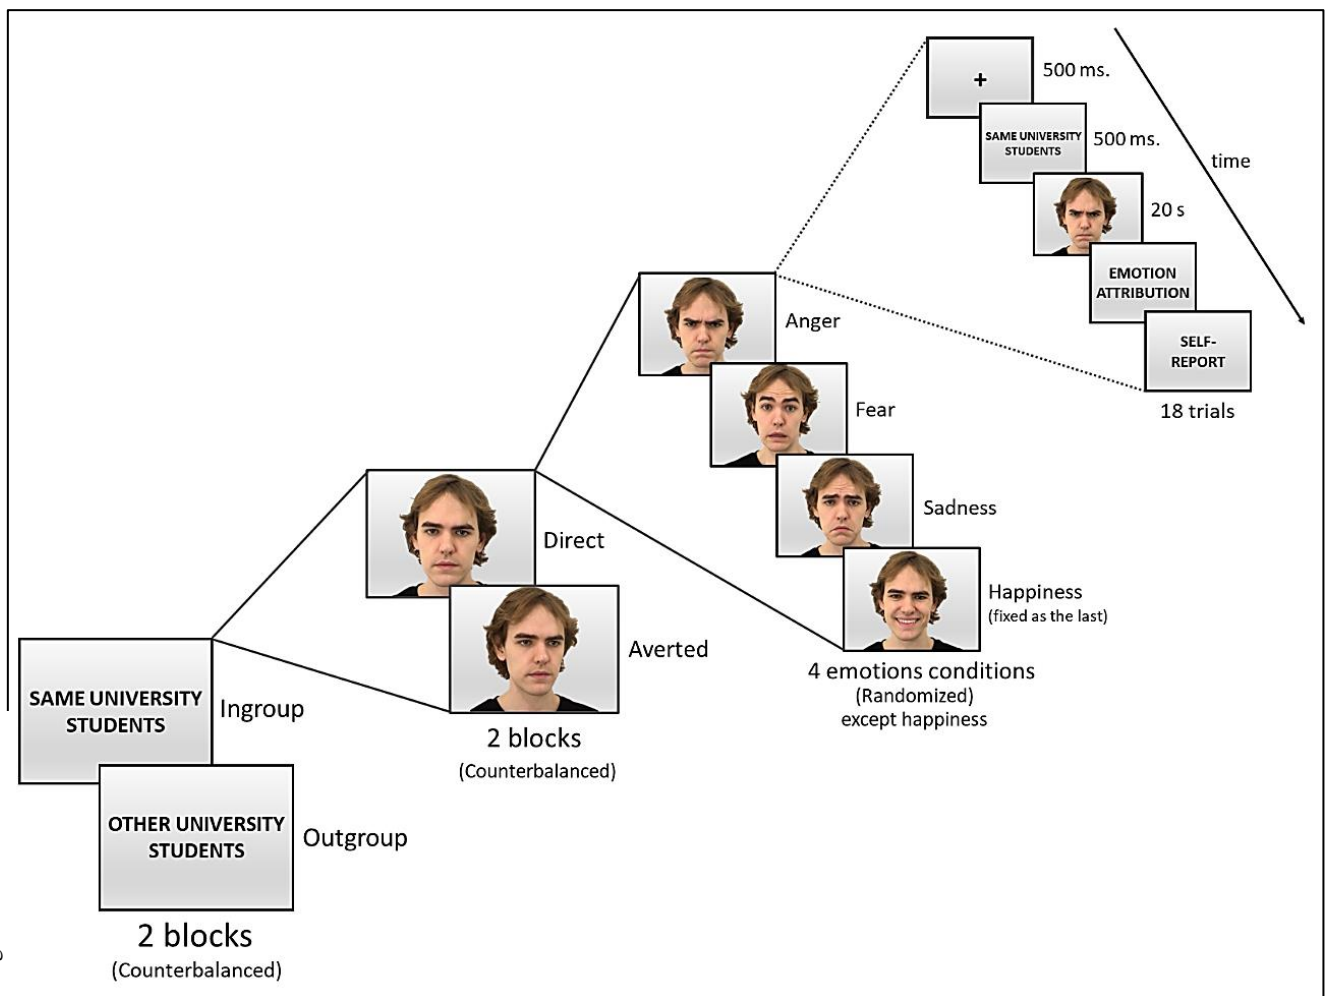 +
500 ms.
SAME UNIVERSITY
STUDENTS
500 ms.
time
20 s
EMOTION
ATTRIBUTION
SELF-
REPORT
18 trials
Anger
Fear
Sadness
Happiness
(fixed as the last)
4 emotions conditions
(Randomized)
except happiness
Direct
Averted
2 blocks
(Counterbalanced)
SAME UNIVERSITY
STUDENTS
Ingroup
OTHER UNIVERSITY
STUDENTS
Outgroup
2 blocks
(Counterbalanced)